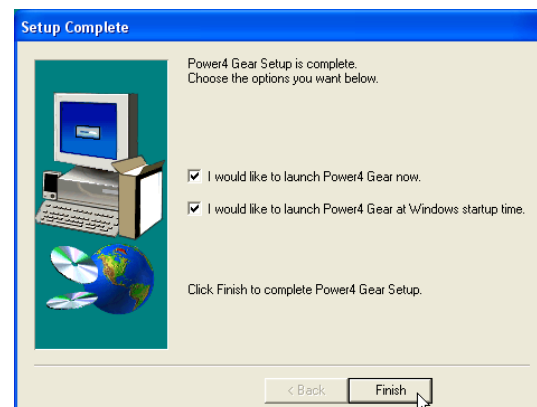 Setup Complete
Power4 Gear Setup is complete.
Choose the options you want below.
I would like to launch Power4 Gear now.
I would like to launch Power4 Gear at Windows startup time.
Click Finish to complete Power4 Gear Setup.
< Back
Finish